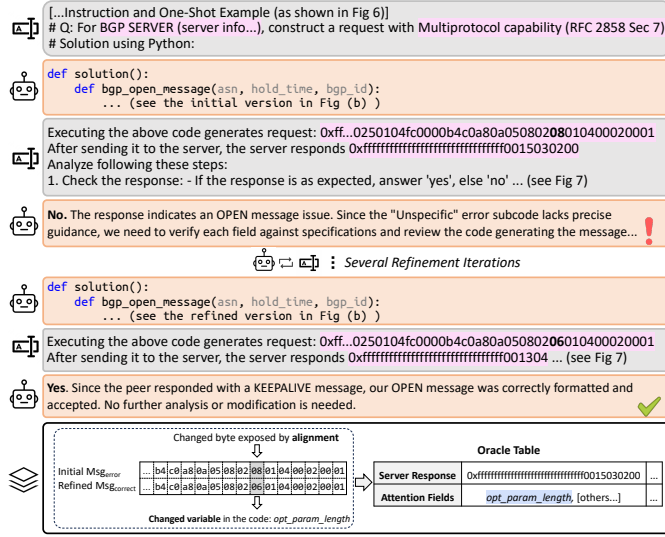 [...Instruction and One-Shot Example (as shown in Fig 6)]
# Q: For BGP SERVER (server info...), construct a request with Multiprotocol capability (RFC 2858 Sec 7)
# Solution using Python:
def solution():
def bgp_open_message(asn, hold_time, bgp_id):
... (see the initial version in Fig (b) )
Executing the above code generates request: 0xff...0250104fc0000b4c0a80a05080208010400020001
After sending it to the server, the server responds 0xffffffffffffffffffffffffffffffff0015030200
Analyze following these steps:
1. Check the response: - If the response is as expected, answer 'yes', else 'no' ... (see Fig 7)
No. The response indicates an OPEN message issue. Since the "Unspecific" error subcode lacks precise
guidance, we need to verify each field against specifications and review the code generating the message...
Several Refinement Iterations
def solution():
def bgp_open_message(asn, hold_time, bgp_id):
... (see the refined version in Fig (b) )
Executing the above code generates request: 0xff...0250104fc0000b4c0a80a05080206010400020001
After sending it to the server, the server responds 0xffffffffffffffffffffffffffffffff001304 ... (see Fig 7)
Yes. Since the peer responded with a KEEPALIVE message, our OPEN message was correctly formatted and
accepted. No further analysis or modification is needed.
Changed byte exposed by alignment
Initial Msg error ... b4 c0 a8 0a 05 08 02 08 01 04 00 02 00 01
Refined Msg correct ... b4 c0 a8 0a 05 08 02 06 01 04 00 02 00 01
Changed variable in the code: opt_param_length
Oracle Table
Server Response 0xffffffffffffffffffffffffffffffff0015030200 ...
Attention Fields opt_param_length, [others...] ...